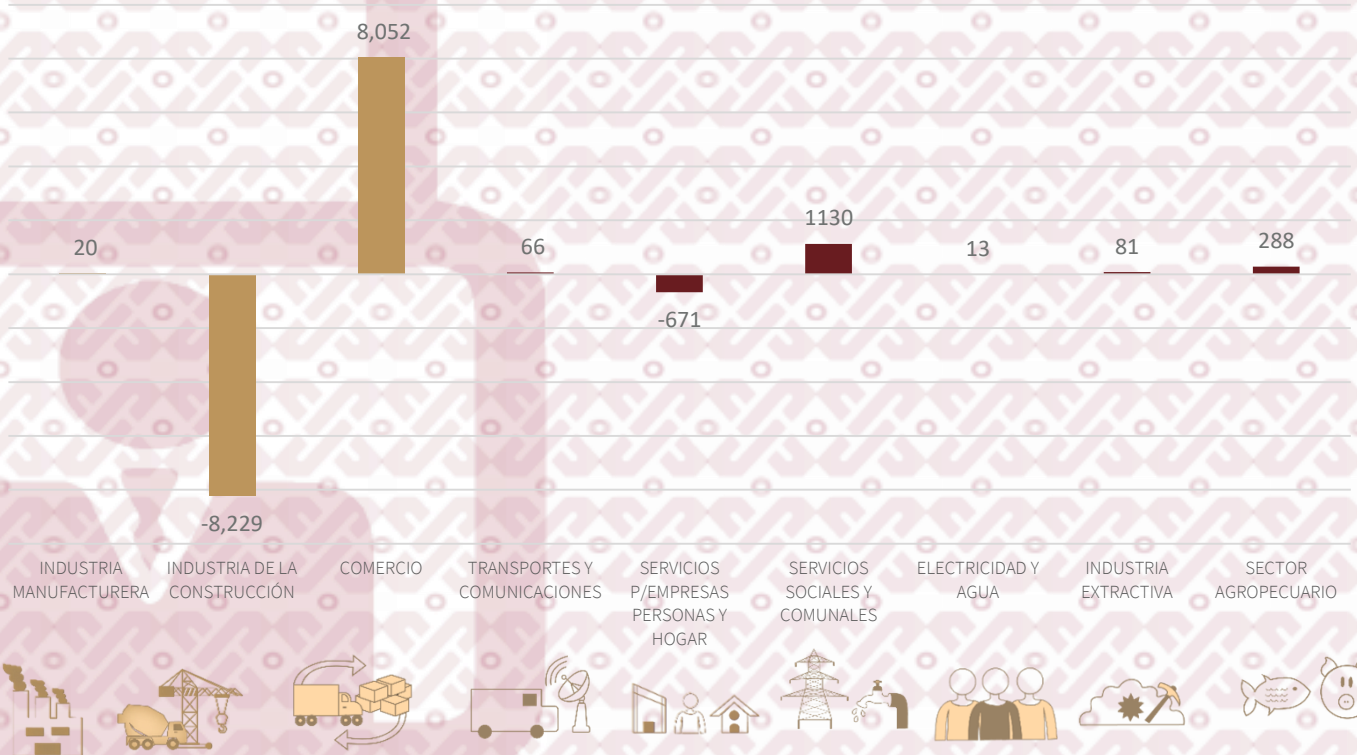 8,052
20
66
1130
13
81
288
-671
-8,229
INDUSTRIA
MANUFACTURERA
INDUSTRIA DE LA
CONSTRUCCIÓN
COMERCIO
TRANSPORTES Y
COMUNICACIONES
SERVICIOS
P/EMPRESAS
PERSONAS Y
HOGAR
SERVICIOS
SOCIALES Y
COMUNALES
ELECTRICIDAD Y
AGUA
INDUSTRIA
EXTRACTIVA
SECTOR
AGROPECUARIO